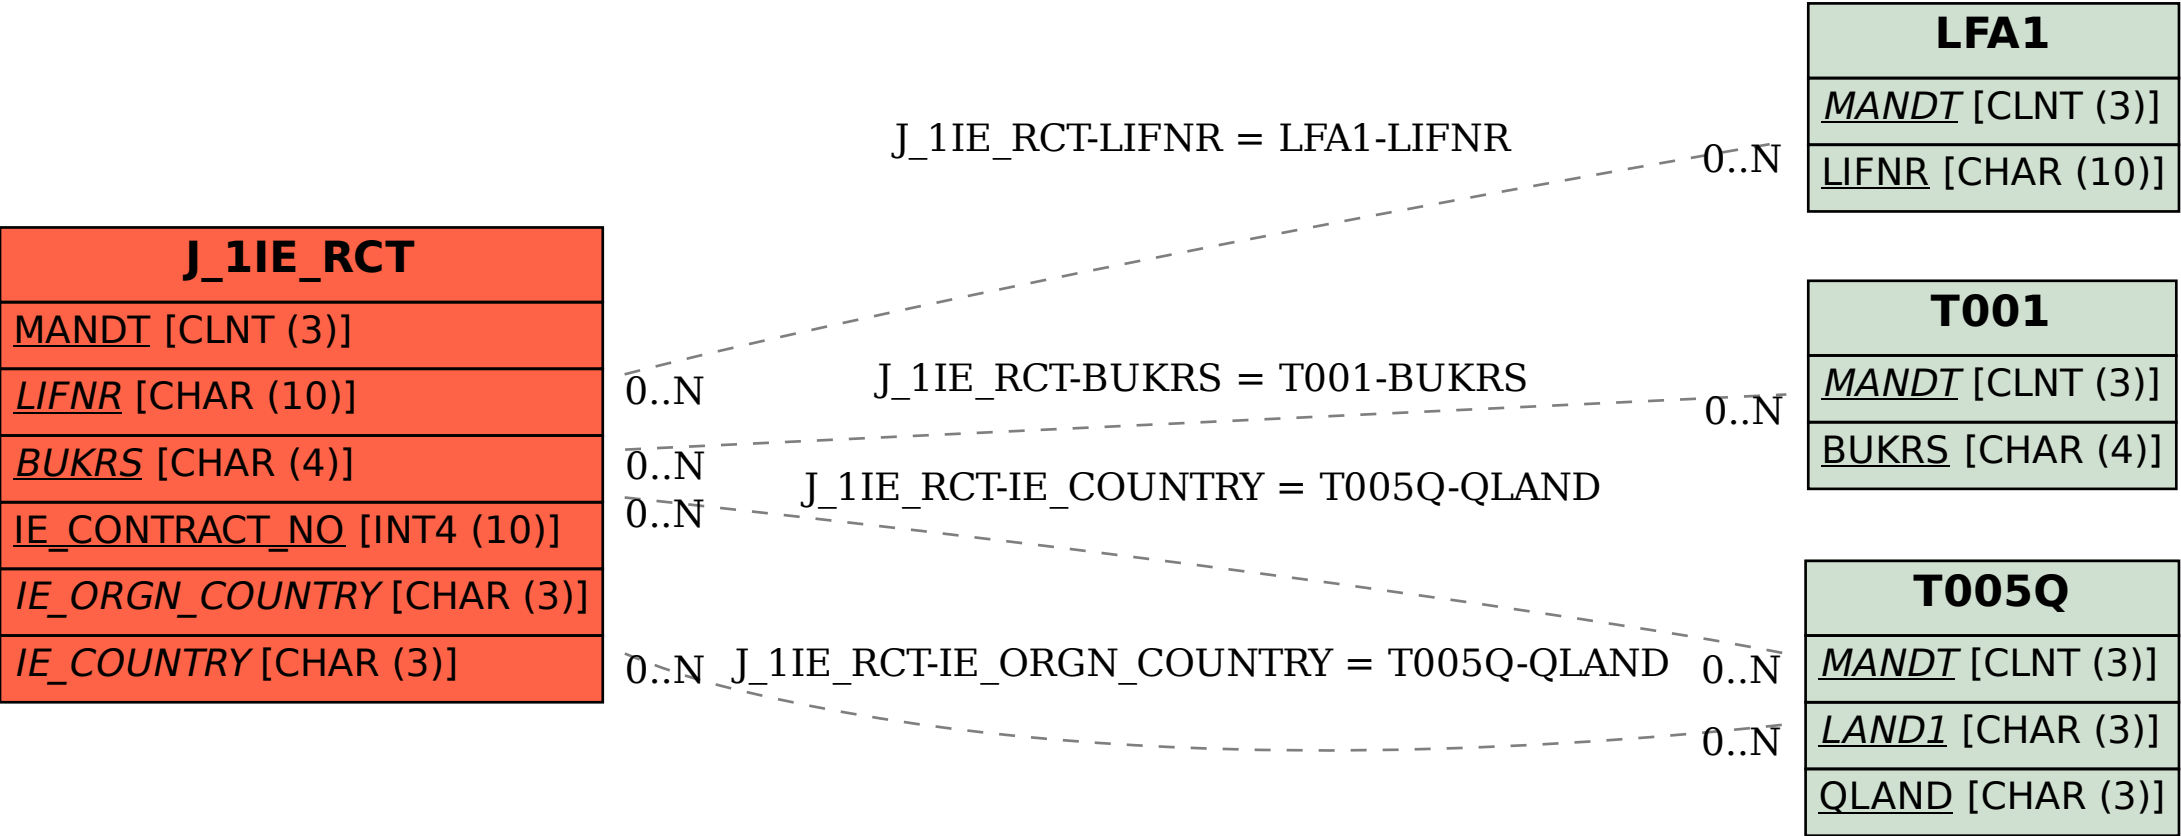 LFA1
MANDT [CLNT (3)]
LIFNR [CHAR (10)]
J_1IE_RCT-LIFNR = LFA1-LIFNR
0..N
J_1IE_RCT
MANDT [CLNT (3)]
LIFNR [CHAR (10)]
BUKRS [CHAR (4)]
IE_CONTRACT_NO [INT4 (10)]
IE_ORGN_COUNTRY [CHAR (3)]
IE_COUNTRY [CHAR (3)]
0..N
J_1IE_RCT-BUKRS = T001-BUKRS
0..N
0..N
T001
MANDT [CLNT (3)]
BUKRS [CHAR (4)]
J_1IE_RCT-IE_COUNTRY = T005Q-QLAND
0..N
0..N
J_1IE_RCT-IE_ORGN_COUNTRY = T005Q-QLAND
0..N
0..N
T005Q
MANDT [CLNT (3)]
LAND1 [CHAR (3)]
QLAND [CHAR (3)]